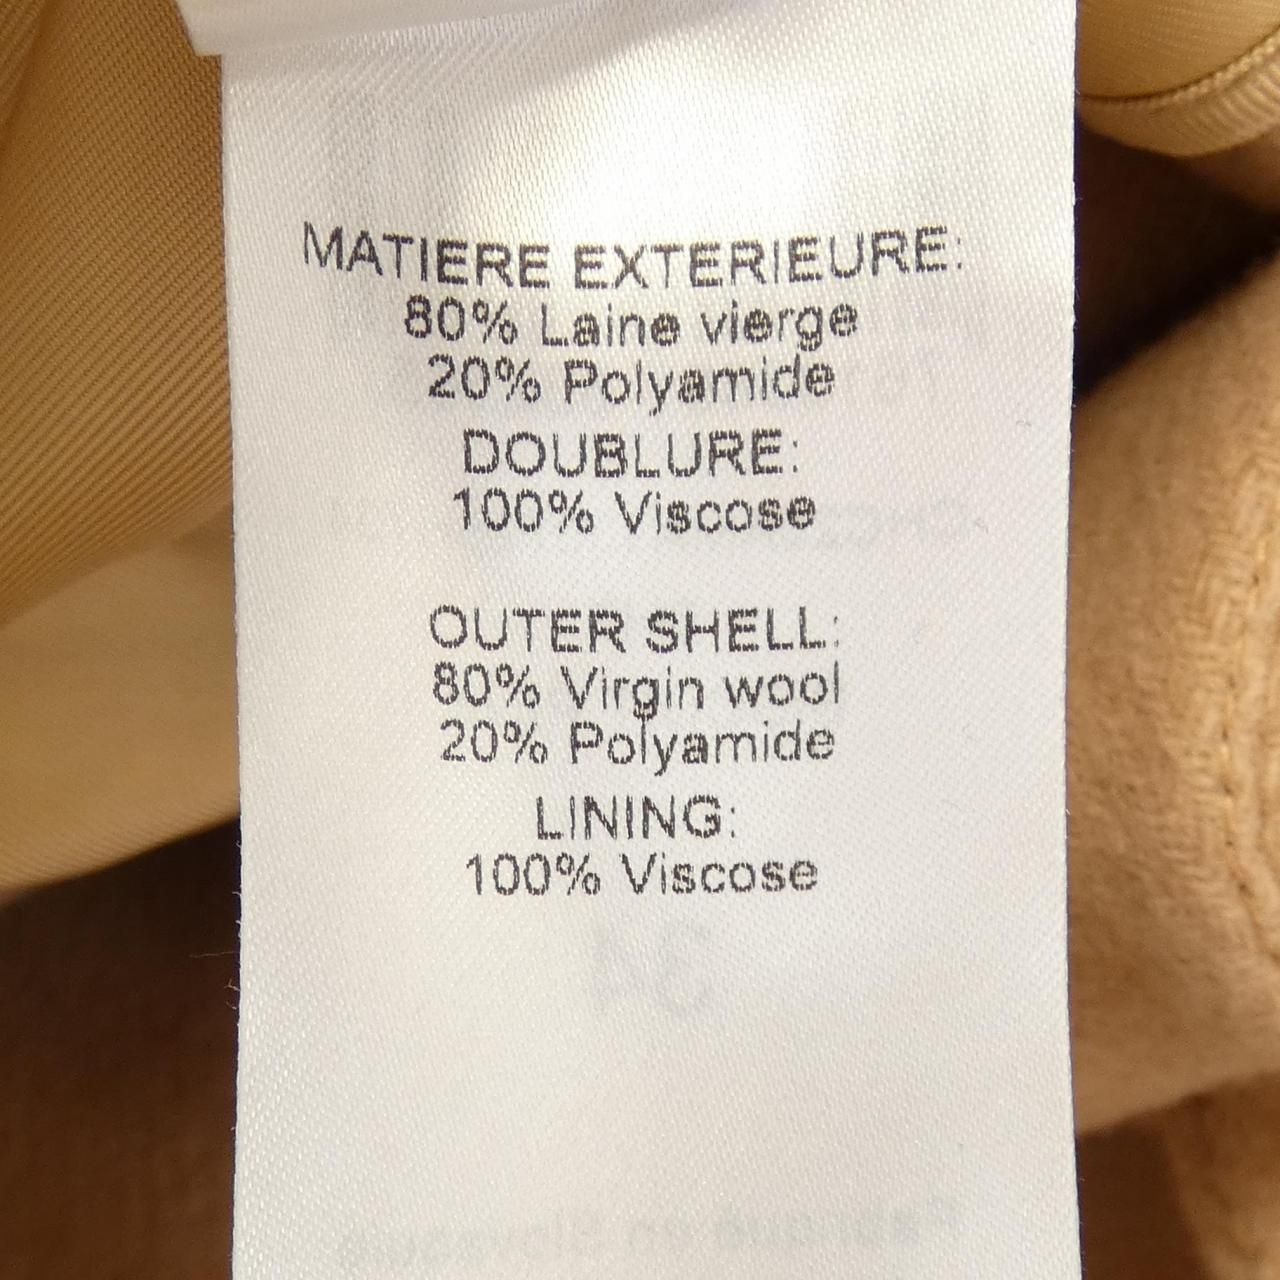 MATIERE EXTERIEURE:
80% Laine vierge
20% Polyamide
DOUBLURE:
100% Viscose
OUTER SHELL:
80% Virgin wool
20% Polyamide
LINING:
100% Viscose